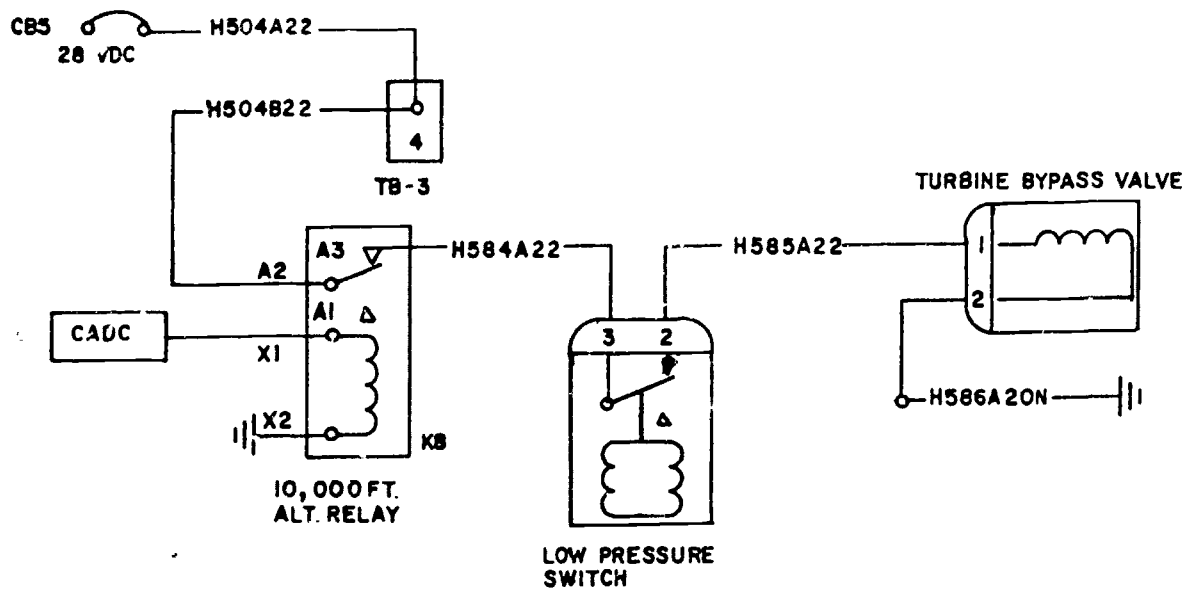 CB5
28 vDC
H504A22
H504B22
4
TB-3
TURBINE BYPASS VALVE
A3
H584A22
H585A22
1
A2
2
CADC
A1
X1
3 2
H586A20N
X2
K8
10,000 FT.
ALT. RELAY
LOW PRESSURE
SWITCH